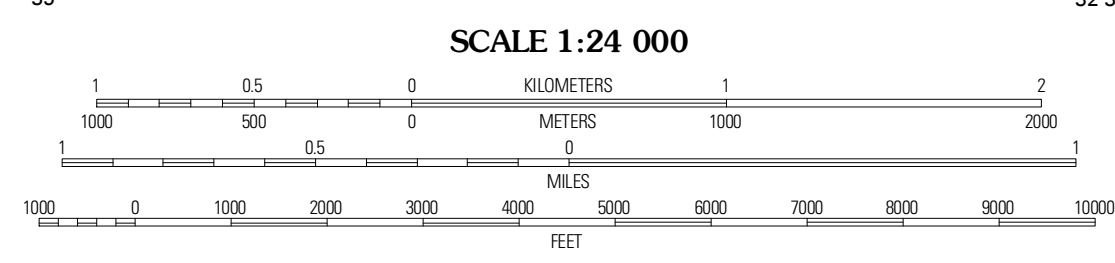 SCALE 1:24 000
1 0.5 0 KILOMETERS 1 2
1000 500 0 METERS 1000 2000
1 0.5 0 1
MILES
1000 0 1000 2000 3000 4000 5000 6000 7000 8000 9000 10000
FEET